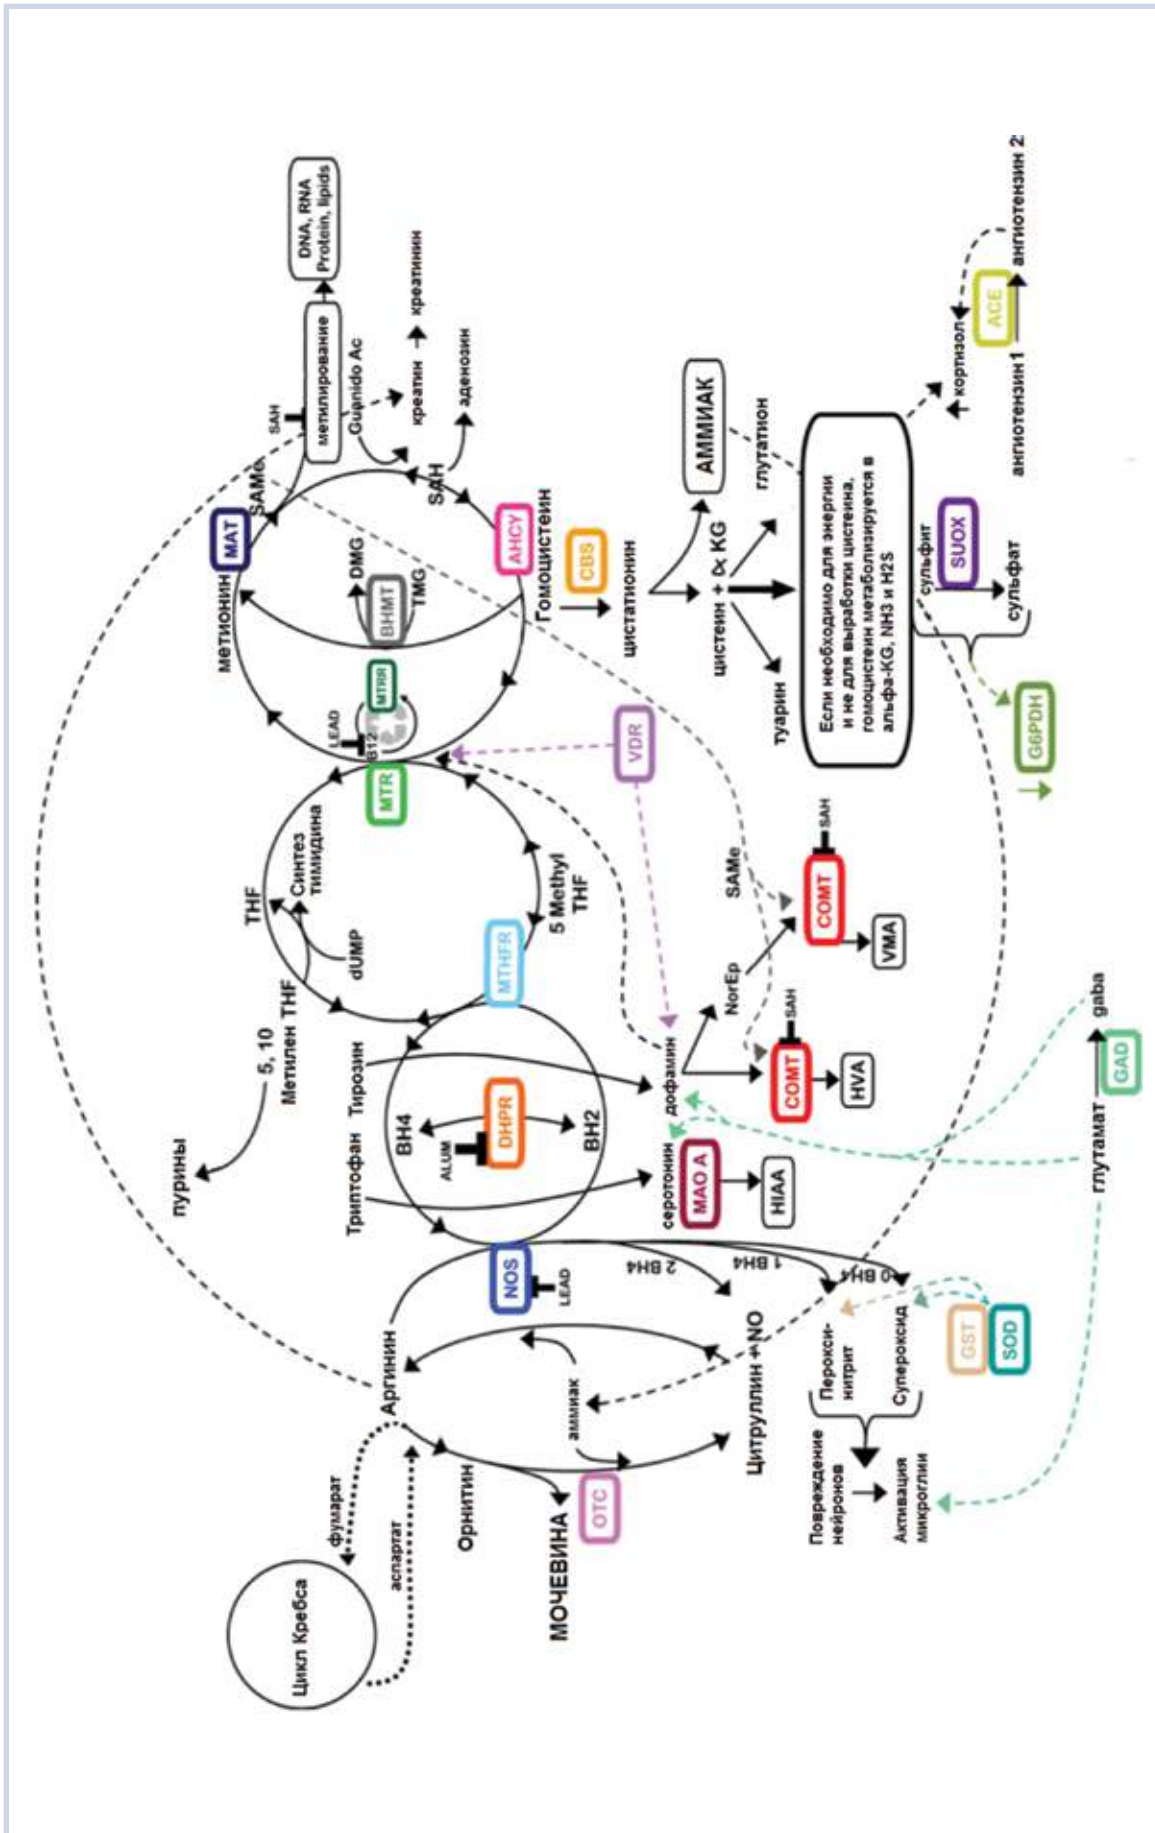 Цикл Кребса
фумарат
аспартат
Орнитин
МОЧЕВИНА
OTC
Аргинин
аммиак
Цитруллин + NO
NOS
LEAD
2 BH4
1 BH4
0 BH4
Перокси-
нитрит
Супероксид
Повреждение
нейронов
Активация
микроглии
GST
SOD
пурины
5, 10
Метилен THF
Триптофан
Тирозин
BH4
ALUM
DHPR
BH2
серотонин
MAO A
HIAA
дофамин
NorEp
SAMe
COMT
SAH
HVA
COMT
SAH
VMA
глутамат
gaba
GAD
THF
Синтез
тимидина
dUMP
MTHFR
5 Methyl
THF
MTR
LEAD
B12
MTRR
VDR
метионин
MAT
SAMe
DMG
BHMT
TMG
AHCY
SAH
метилирование
DNA, RNA
Protein, lipids
SAH
Guanido Ac
креатин
креатинин
аденозин
Гомоцистеин
CBS
цистатионин
АММИАК
цистеин + α KG
туарин
глутатион
Если необходимо для энергии
и не для выработки цистеина,
гомоцистеин метаболизируется в
альфа-KG, NH3 и H2S
сульфит
SUOX
сульфат
G6PDH
кортизол
ACE
ангиотензин1
ангиотензин 2